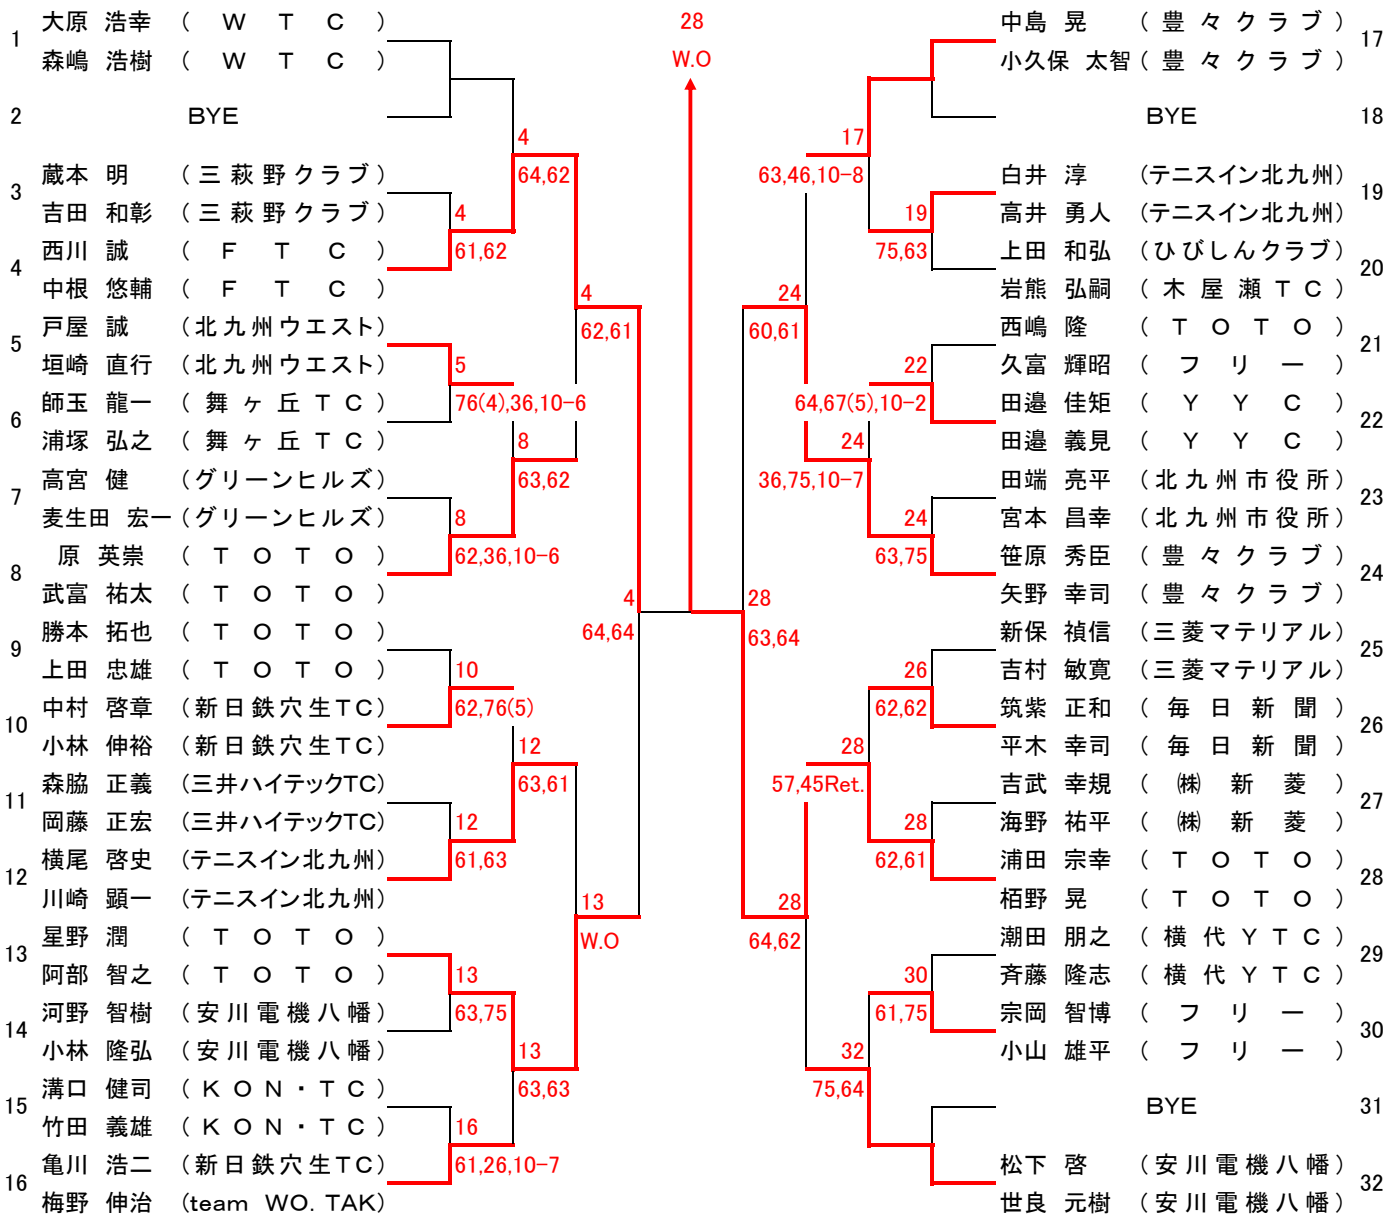 1 大原 浩幸 (WTC)
森嶋 浩樹 (WTC)
2 BYE
3 蔵本 明 (三萩野クラブ)
吉田 和彰 (三萩野クラブ)
4 西川 誠 (FTC)
中根 悠輔 (FTC)
5 戸屋 誠 (北九州ウエスト)
垣崎 直行 (北九州ウエスト)
6 師玉 龍一 (舞ヶ丘TC)
浦塚 弘之 (舞ヶ丘TC)
7 高宮 健 (グリーンヒルズ)
麦生田 宏一 (グリーンヒルズ)
8 原 英崇 (TOTO)
武富 祐太 (TOTO)
9 勝本 拓也 (TOTO)
上田 忠雄 (TOTO)
10 中村 啓章 (新日鉄穴生TC)
小林 伸裕 (新日鉄穴生TC)
11 森脇 正義 (三井ハイテックTC)
岡藤 正宏 (三井ハイテックTC)
12 横尾 啓史 (テニスイン北九州)
川崎 顕一 (テニスイン北九州)
13 星野 潤 (TOTO)
阿部 智之 (TOTO)
14 河野 智樹 (安川電機八幡)
小林 隆弘 (安川電機八幡)
15 溝口 健司 (KON・TC)
竹田 義雄 (KON・TC)
16 亀川 浩二 (新日鉄穴生TC)
梅野 伸治 (team WO. TAK)
4
61,62
5
76(4),36,10-6
8
62,36,10-6
10
62,76(5)
12
61,63
13
63,75
16
61,26,10-7
4
64,62
8
63,62
12
63,61
13
63,63
4
62,61
13
W.O
4
64,64
28
W.O
28
63,64
24
60,61
28
64,62
17
63,46,10-8
24
36,75,10-7
28
57,45Ret.
32
75,64
19
75,63
22
64,67(5),10-2
24
63,75
26
62,62
28
62,61
30
61,75
中島 晃 (豊々クラブ) 17
小久保 太智 (豊々クラブ)
BYE 18
白井 淳 (テニスイン北九州) 19
高井 勇人 (テニスイン北九州)
上田 和弘 (ひびしんクラブ) 20
岩熊 弘嗣 (木屋瀬TC)
西嶋 隆 (TOTO) 21
久富 輝昭 (フリー)
田邉 佳矩 (YYC) 22
田邉 義見 (YYC)
田端 亮平 (北九州市役所) 23
宮本 昌幸 (北九州市役所)
笹原 秀臣 (豊々クラブ) 24
矢野 幸司 (豊々クラブ)
新保 禎信 (三菱マテリアル) 25
吉村 敏寛 (三菱マテリアル)
筑紫 正和 (毎日新聞) 26
平木 幸司 (毎日新聞)
吉武 幸規 (㈱新菱) 27
海野 祐平 (㈱新菱)
浦田 宗幸 (TOTO) 28
栢野 晃 (TOTO)
潮田 朋之 (横代YTC) 29
斉藤 隆志 (横代YTC)
宗岡 智博 (フリー) 30
小山 雄平 (フリー)
BYE 31
松下 啓 (安川電機八幡) 32
世良 元樹 (安川電機八幡)